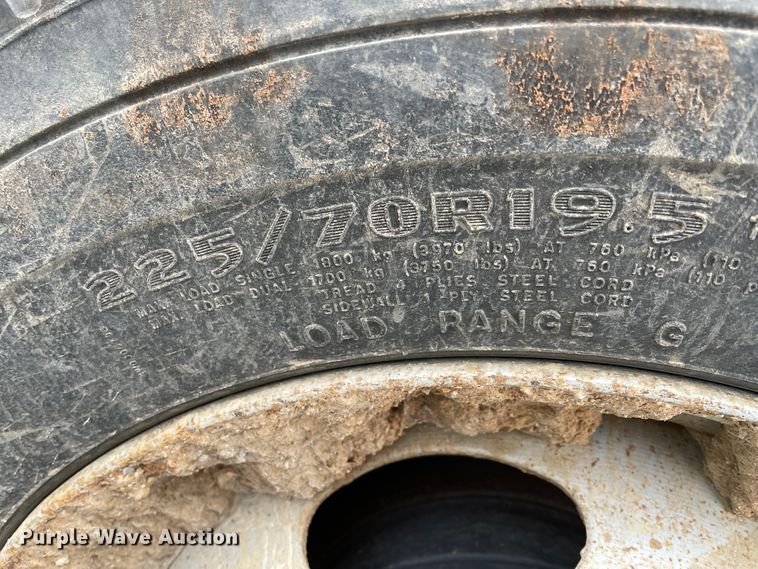 225/70R19.5
MAX. LOAD SINGLE 1800 kg (3970 lbs) AT 760 kPa (110
MAX. LOAD DUAL 1700 kg (3750 lbs) AT 760 kPa (110 p
TREAD 4 PLIES STEEL CORD
SIDEWALL 1 PLY STEEL CORD
LOAD RANGE G
Purple Wave Auction